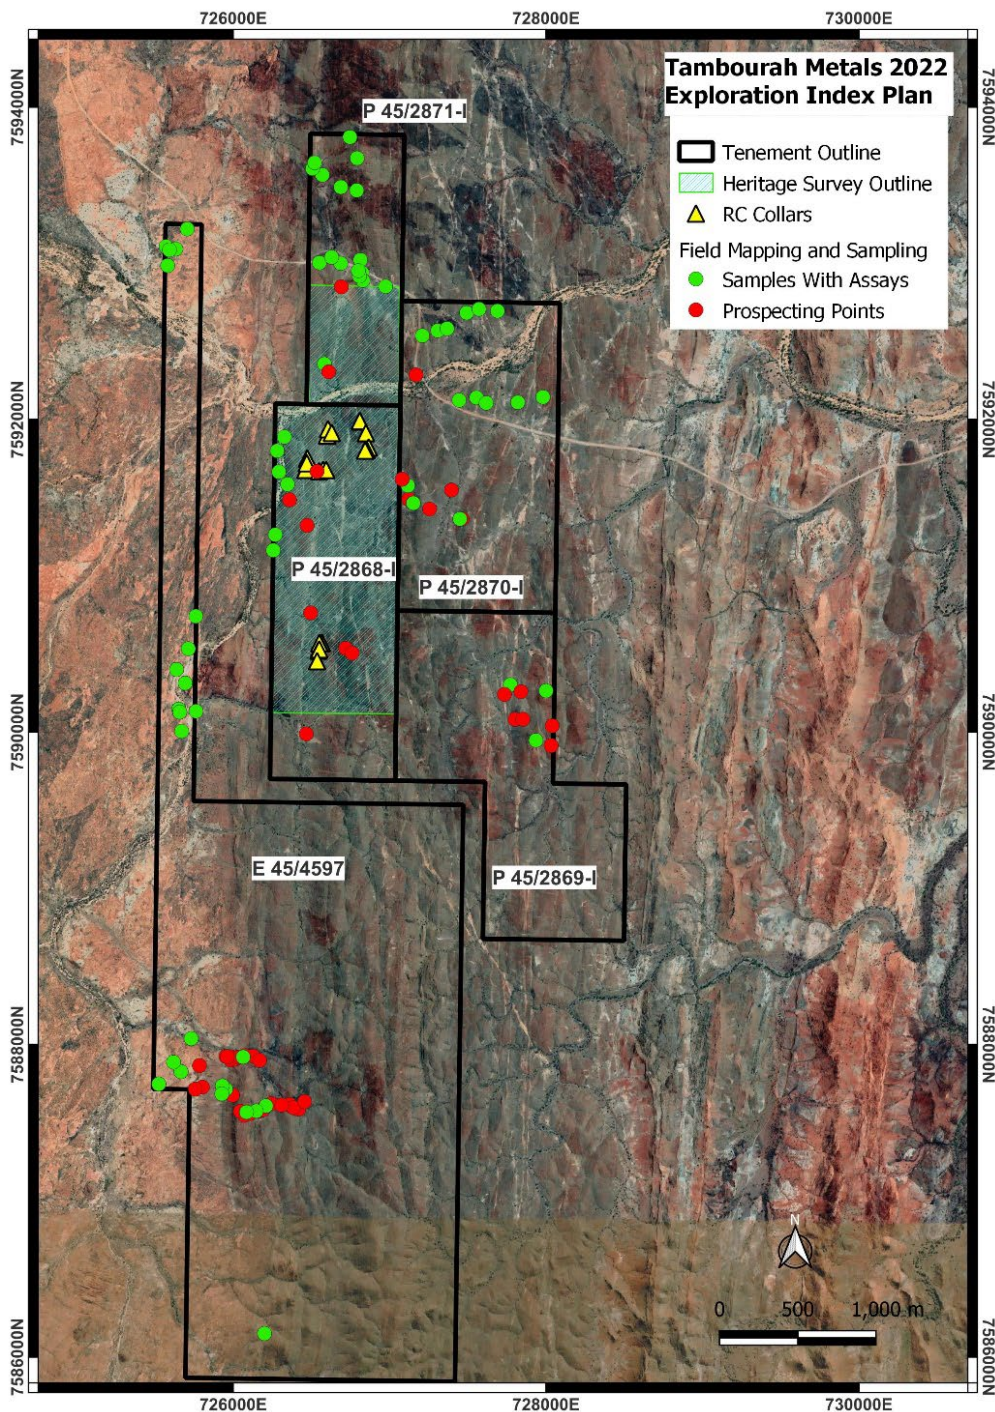 726000E
728000E
730000E
Tambourah Metals 2022
Exploration Index Plan
Tenement Outline
Heritage Survey Outline
RC Collars
Field Mapping and Sampling
Samples With Assays
Prospecting Points
7594000N
7594000N
P 45/2871-I
7592000N
7592000N
P 45/2868-I
P 45/2870-I
7590000N
7590000N
E 45/4597
P 45/2869-I
7588000N
7588000N
N
0 500 1,000 m
7586000N
7586000N
726000E
728000E
730000E